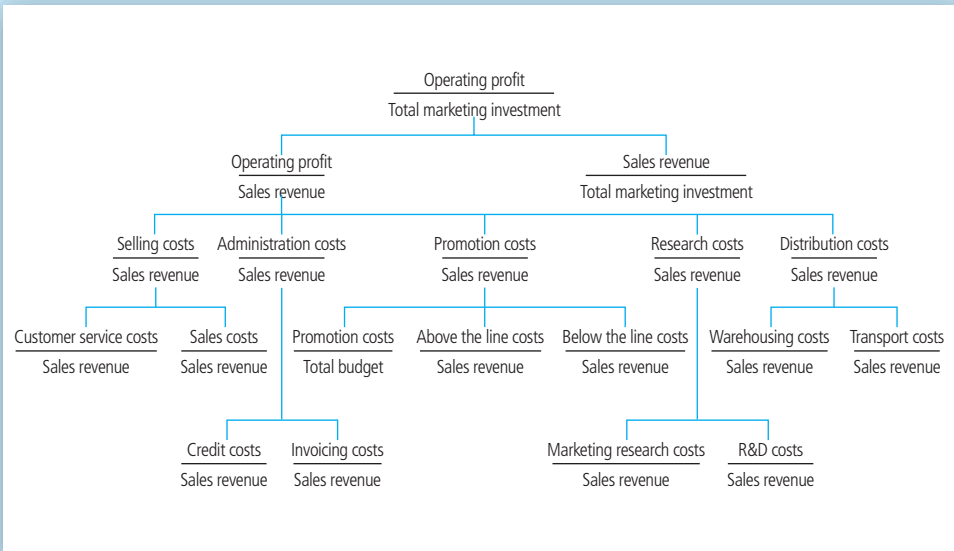 Operating profit
Total marketing investment
Operating profit
Sales revenue
Sales revenue
Total marketing investment
Selling costs
Sales revenue
Administration costs
Sales revenue
Promotion costs
Sales revenue
Research costs
Sales revenue
Distribution costs
Sales revenue
Customer service costs
Sales revenue
Sales costs
Sales revenue
Promotion costs
Total budget
Above the line costs
Sales revenue
Below the line costs
Sales revenue
Warehousing costs
Sales revenue
Transport costs
Sales revenue
Credit costs
Sales revenue
Invoicing costs
Sales revenue
Marketing research costs
Sales revenue
R&D costs
Sales revenue